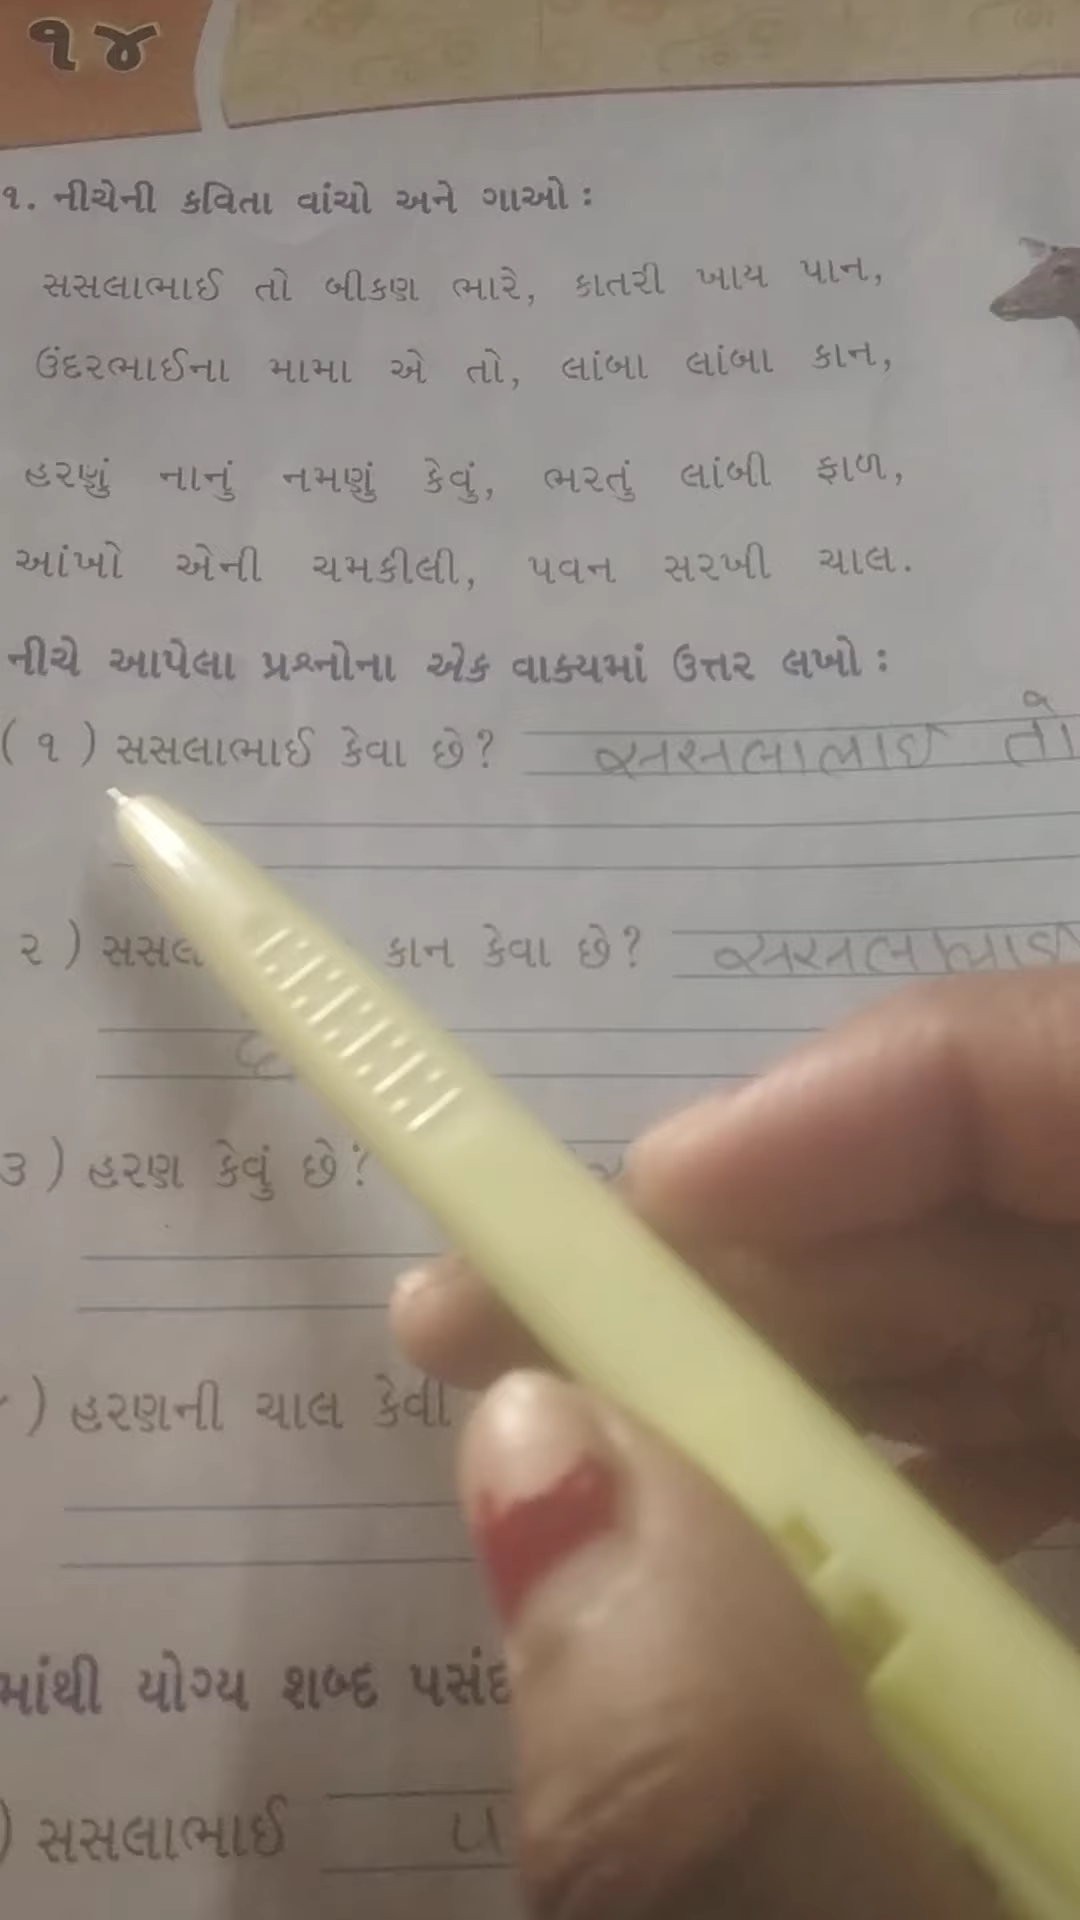 ૧૪
૧. નીચેની કવિતા વાંચો અને ગાઓ :
સસલાભાઈ તો બીકણ ભારે, કાતરી ખાય પાન,
ઉંદરભાઈના મામા એ તો, લાંબા લાંબા કાન,
હરણું નાનું નમણું કેવું, ભરતું લાંબી ફાળ,
આંખો એની ચમકીલી, પવન સરખી ચાલ.
નીચે આપેલા પ્રશ્નોના એક વાક્યમાં ઉત્તર લખો :
(૧) સસલાભાઈ કેવા છે? સસલાભાઈ તો
૨) સસલ કાન કેવા છે?
૩) હરણ કેવું છે?
) હરણની ચાલ કેવી
માંથી યોગ્ય શબ્દ પસંદ
) સસલાભાઈ પ